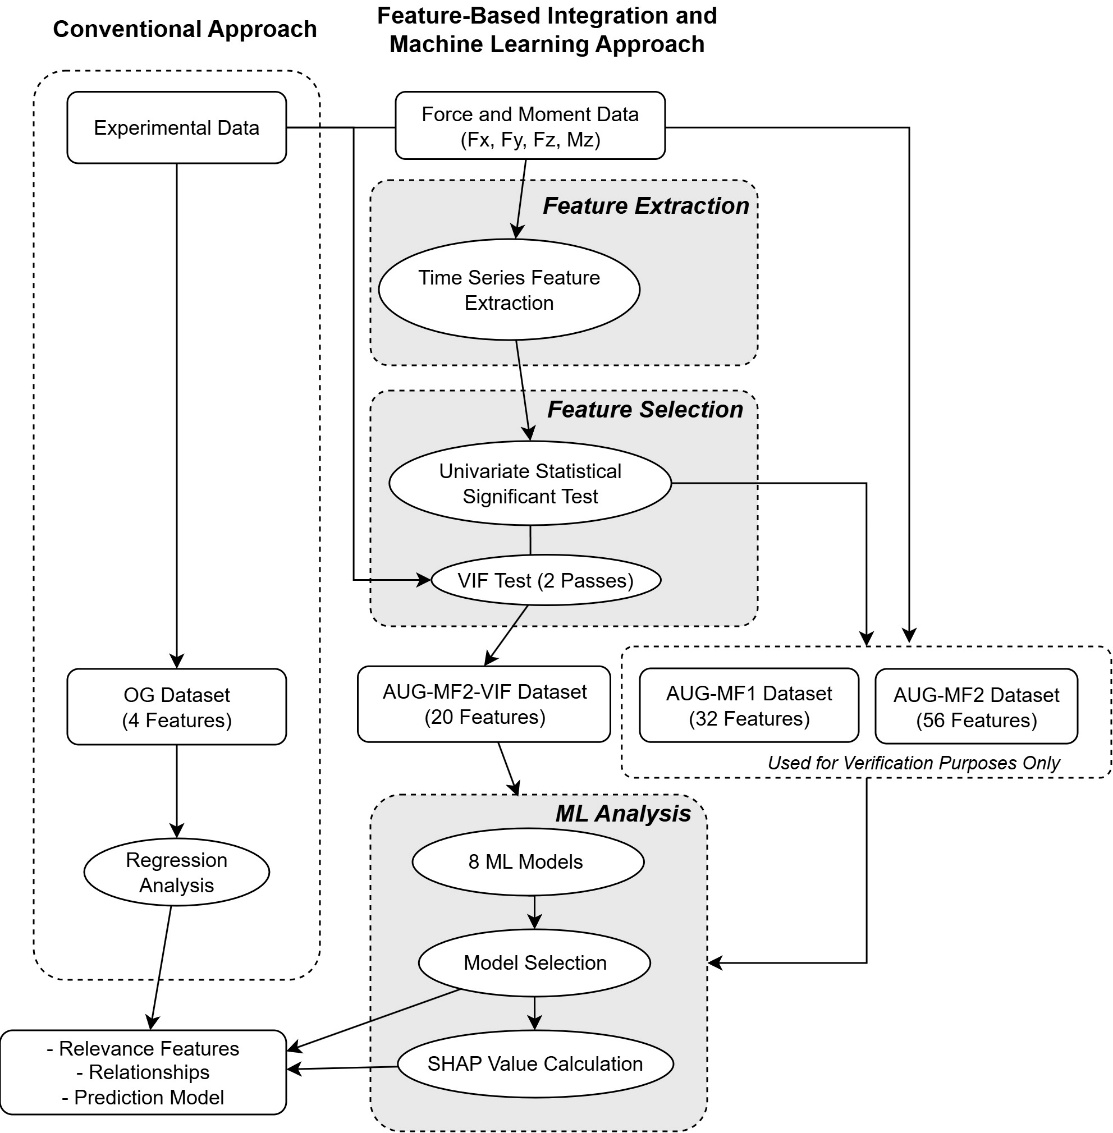 Conventional Approach
Feature-Based Integration and
Machine Learning Approach
Experimental Data
Force and Moment Data
(Fx, Fy, Fz, Mz)
Feature Extraction
Time Series Feature
Extraction
Feature Selection
Univariate Statistical
Significant Test
VIF Test (2 Passes)
OG Dataset
(4 Features)
AUG-MF2-VIF Dataset
(20 Features)
AUG-MF1 Dataset
(32 Features)
AUG-MF2 Dataset
(56 Features)
Used for Verification Purposes Only
ML Analysis
8 ML Models
Regression
Analysis
Model Selection
SHAP Value Calculation
- Relevance Features
- Relationships
- Prediction Model